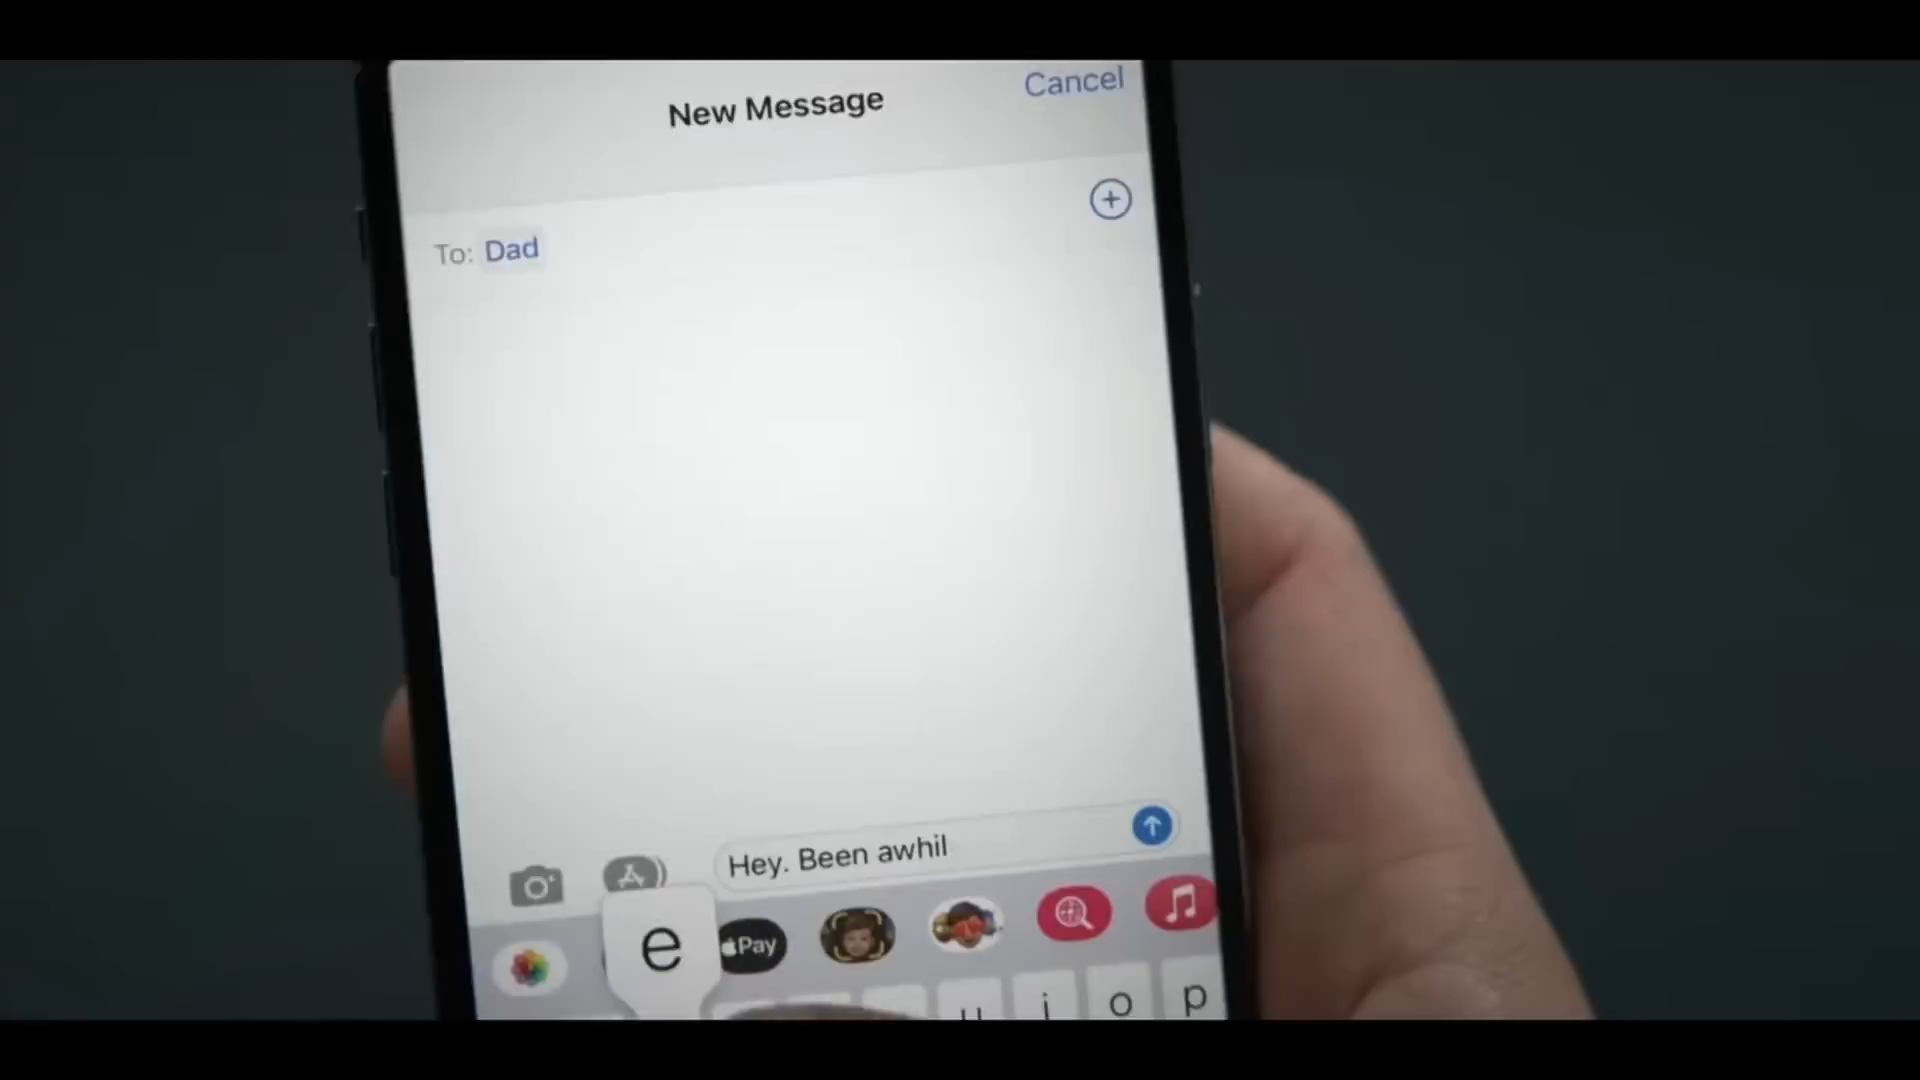 Cancel
New Message
To: Dad
Hey. Been awhil
e
Pay
u i o p